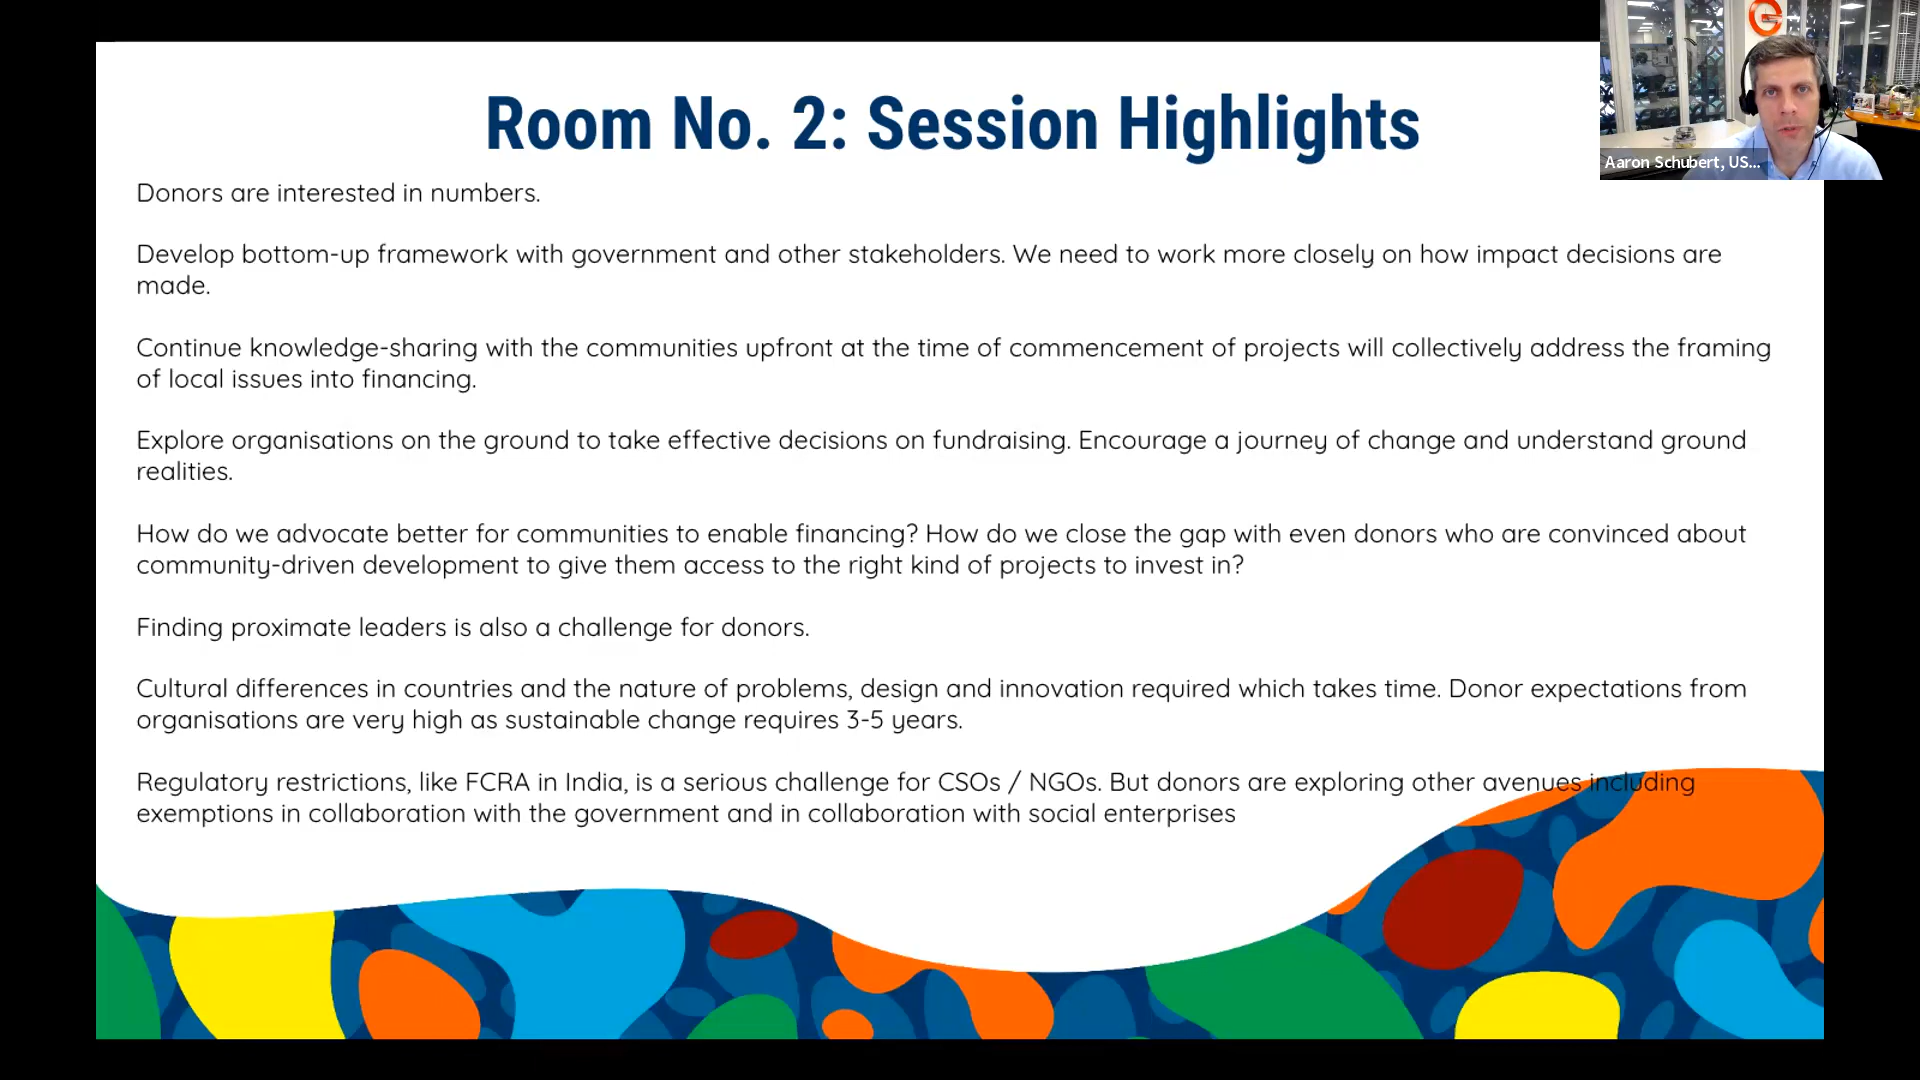 Room No. 2: Session Highlights
Aaron Schubert, US...
Donors are interested in numbers.
Develop bottom-up framework with government and other stakeholders. We need to work more closely on how impact decisions are
made.
Continue knowledge-sharing with the communities upfront at the time of commencement of projects will collectively address the framing
of local issues into financing.
Explore organisations on the ground to take effective decisions on fundraising. Encourage a journey of change and understand ground
realities.
How do we advocate better for communities to enable financing? How do we close the gap with even donors who are convinced about
community-driven development to give them access to the right kind of projects to invest in?
Finding proximate leaders is also a challenge for donors.
Cultural differences in countries and the nature of problems, design and innovation required which takes time. Donor expectations from
organisations are very high as sustainable change requires 3-5 years.
Regulatory restrictions, like FCRA in India, is a serious challenge for CSOs / NGOs. But donors are exploring other avenues including
exemptions in collaboration with the government and in collaboration with social enterprises